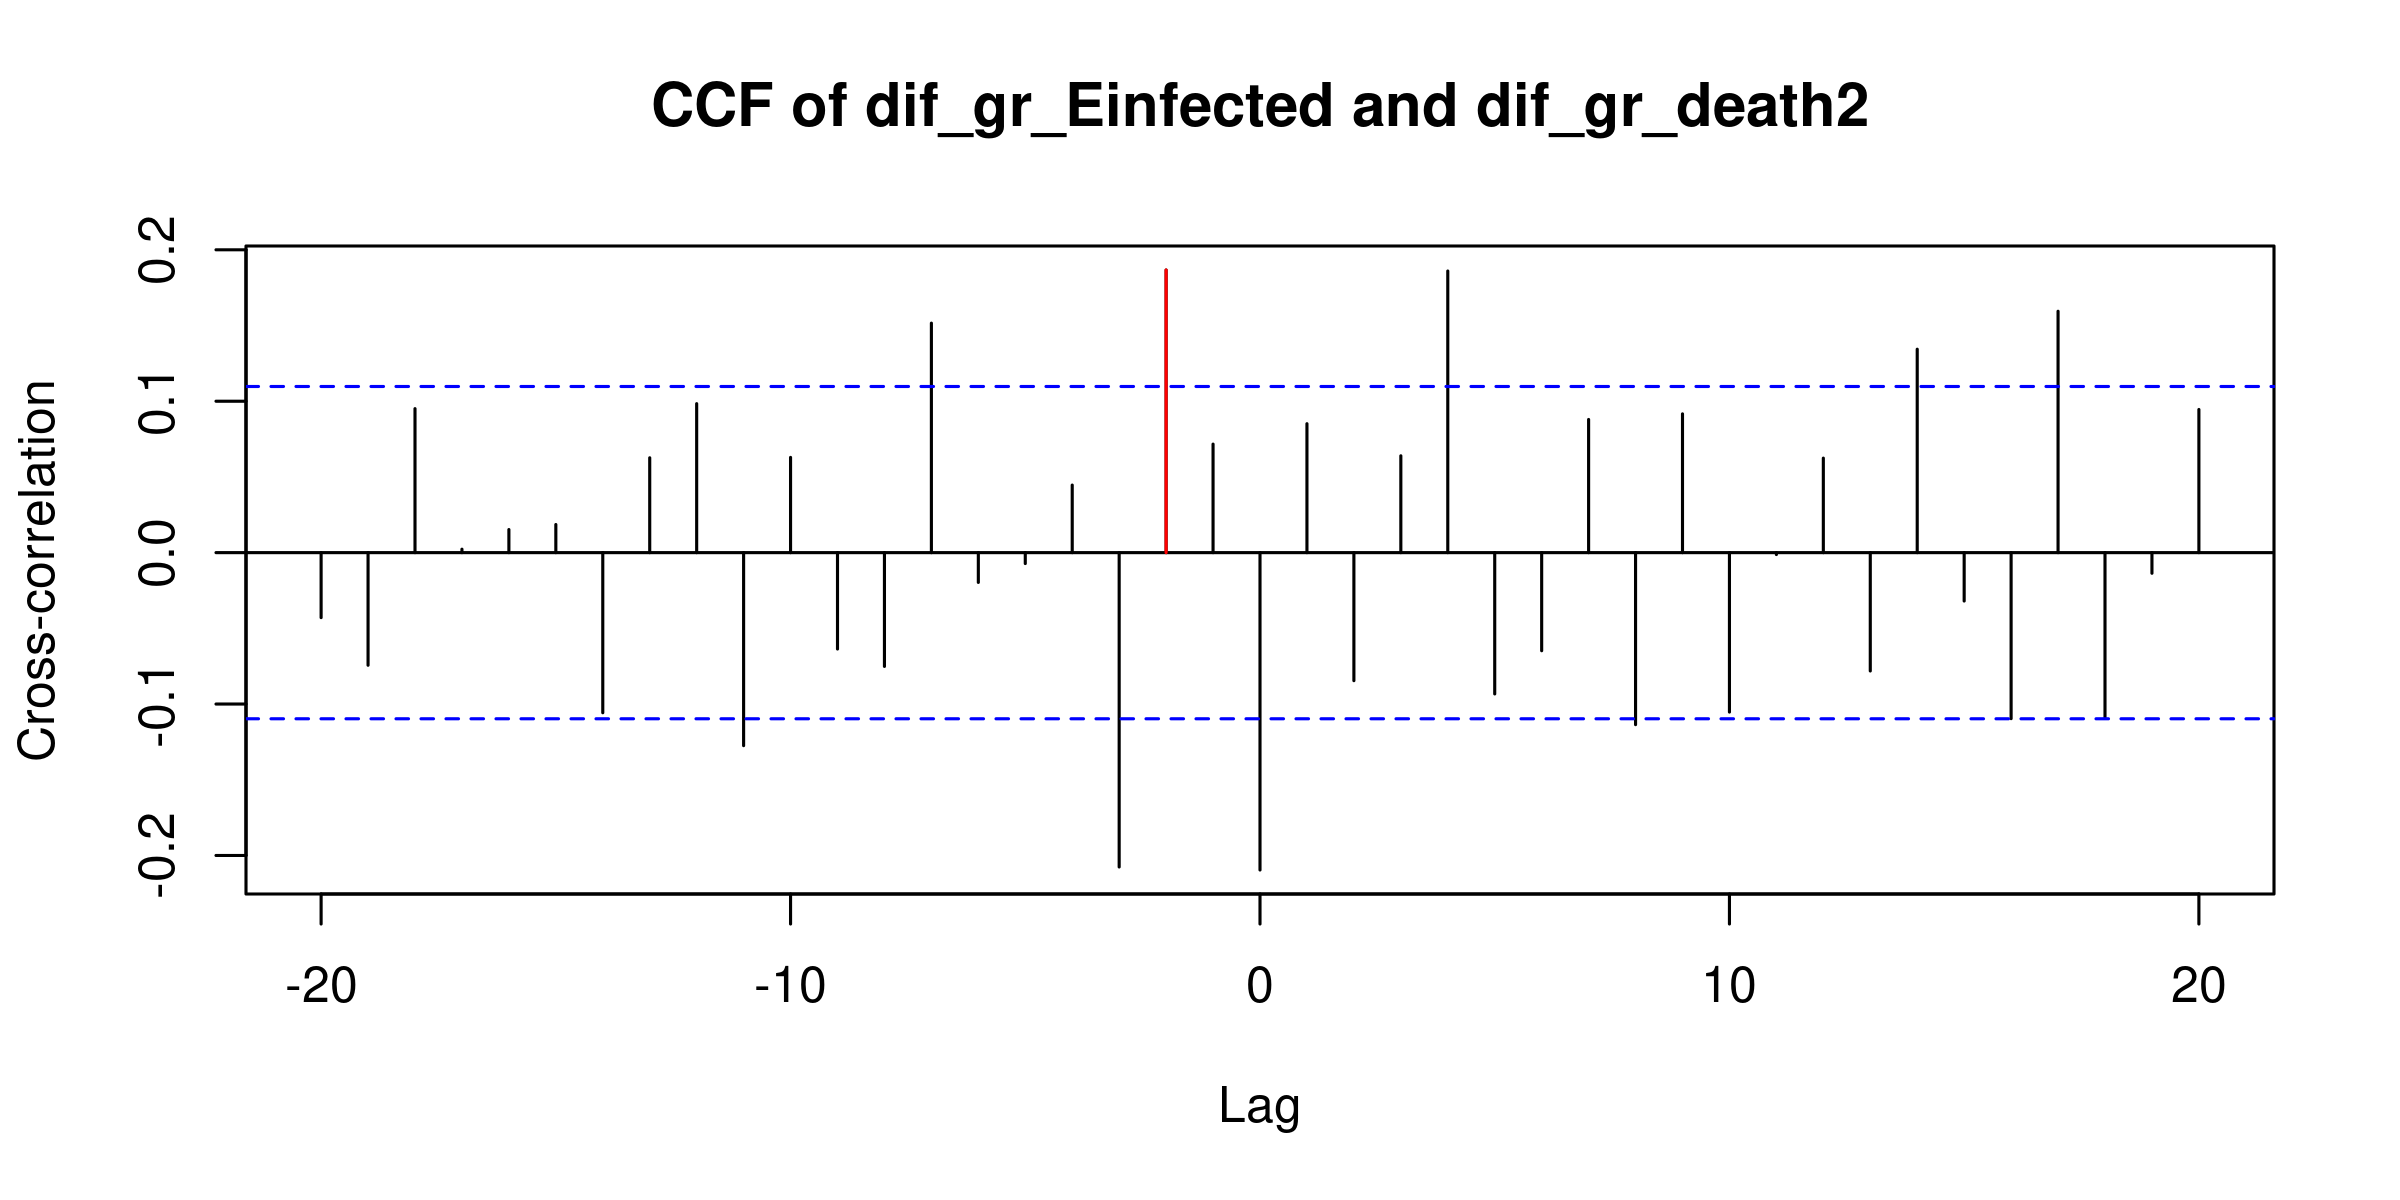 CCF of dif_gr_Einfected and dif_gr_death2
Cross-correlation
0.2
0.1
0.0
-0.1
-0.2
-20 -10 0 10 20
Lag